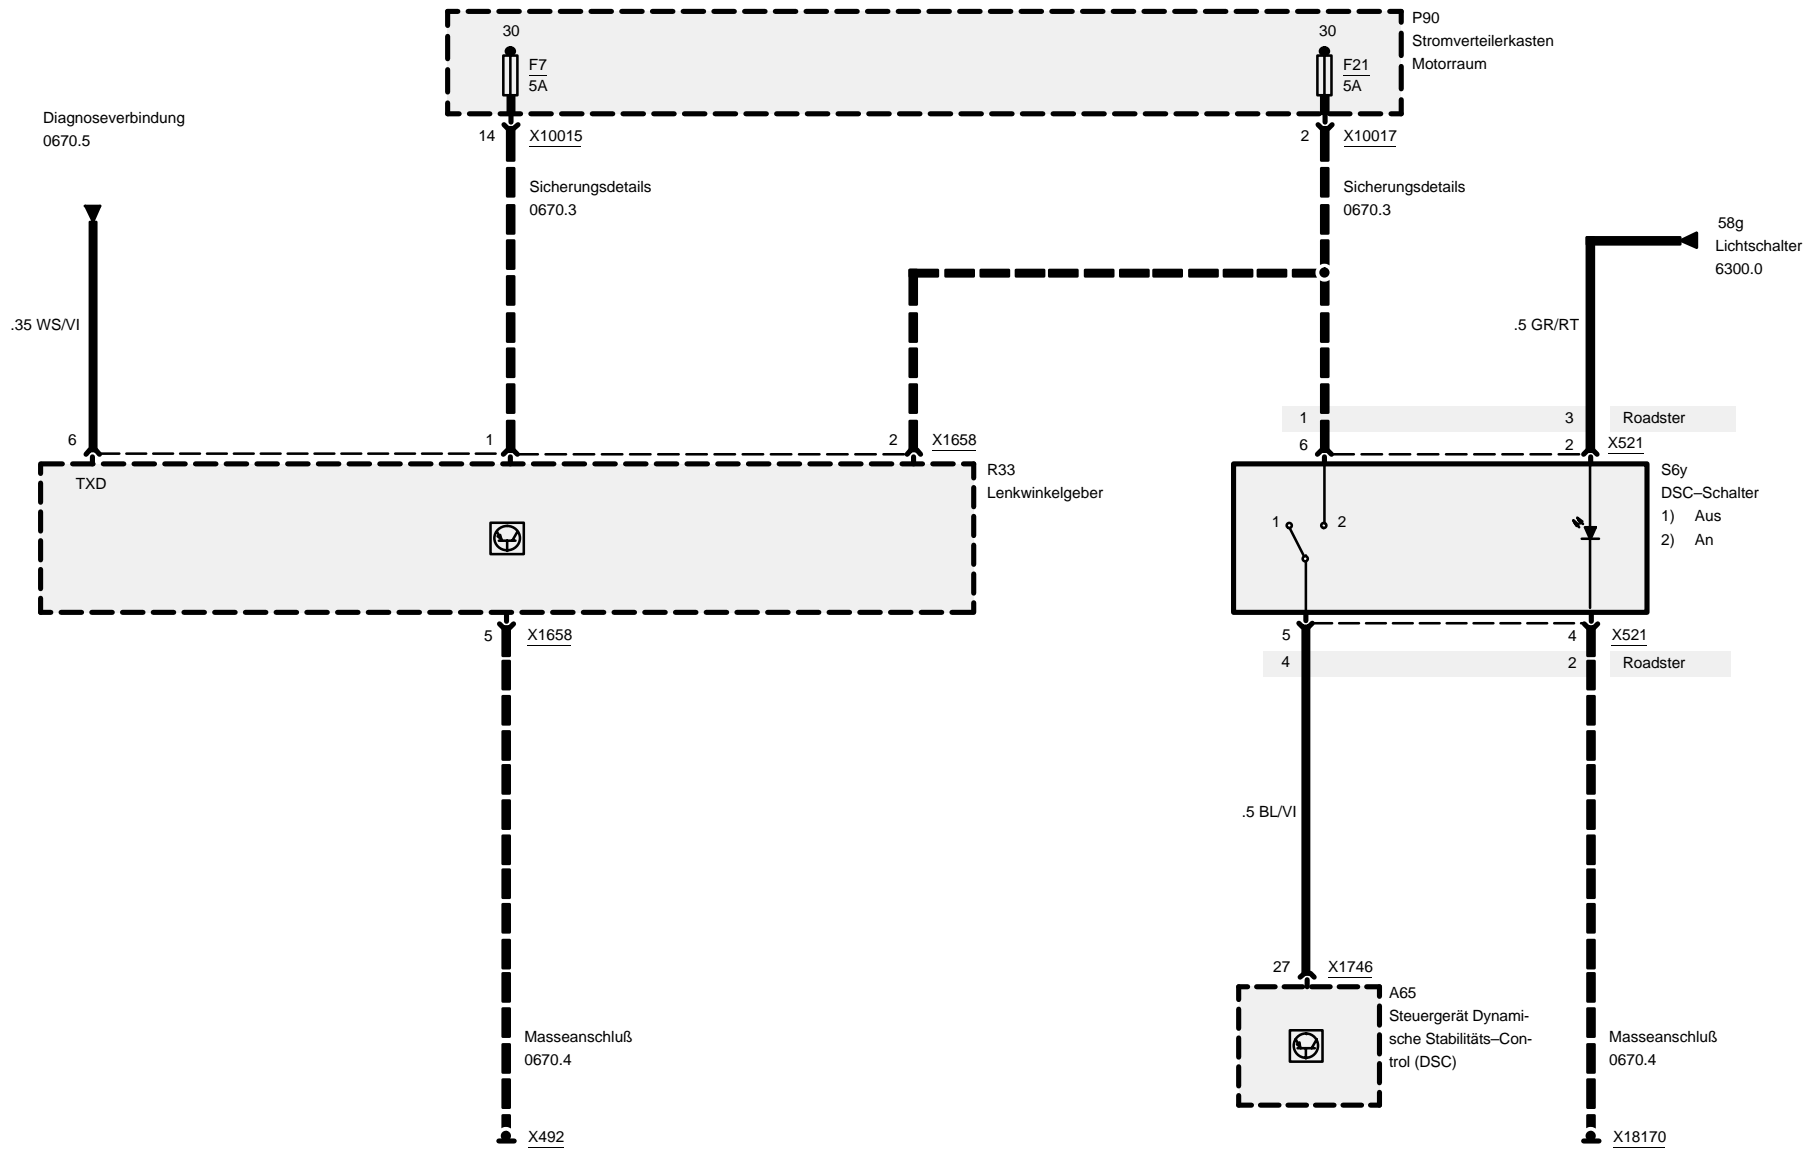 P90
Stromverteilerkasten
Motorraum
30
F7
5A
30
F21
5A
14 X10015
2 X10017
Diagnoseverbindung
0670.5
Sicherungsdetails
0670.3
Sicherungsdetails
0670.3
58g
Lichtschalter
6300.0
.35 WS/VI
.5 GR/RT
1 3 Roadster
6 1 2 X1658
6 2 X521
TXD
R33
Lenkwinkelgeber
S6y
DSC–Schalter
1) Aus
2) An
1 2
5 X1658
5 4 X521
4 2 Roadster
.5 BL/VI
27 X1746
A65
Steuergerät Dynami-
sche Stabilitäts–Con-
trol (DSC)
Masseanschluß
0670.4
Masseanschluß
0670.4
X492
X18170